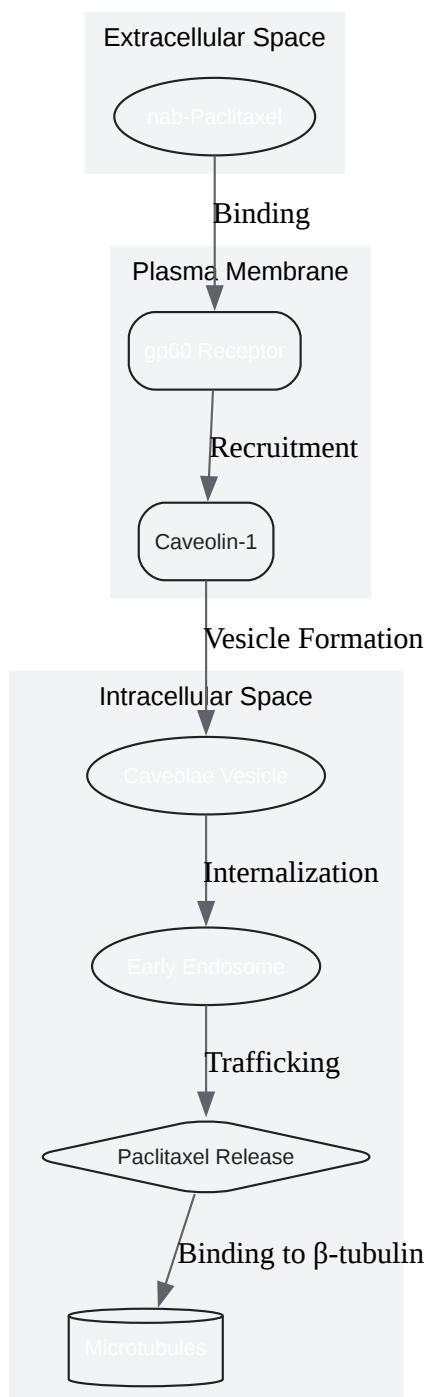 Extracellular Space
nab-Paclitaxel
Binding
Plasma Membrane
gp60 Receptor
Recruitment
Caveolin-1
Vesicle Formation
Intracellular Space
Caveolae Vesicle
Internalization
Early Endosome
Trafficking
Paclitaxel Release
Binding to β-tubulin
Microtubules